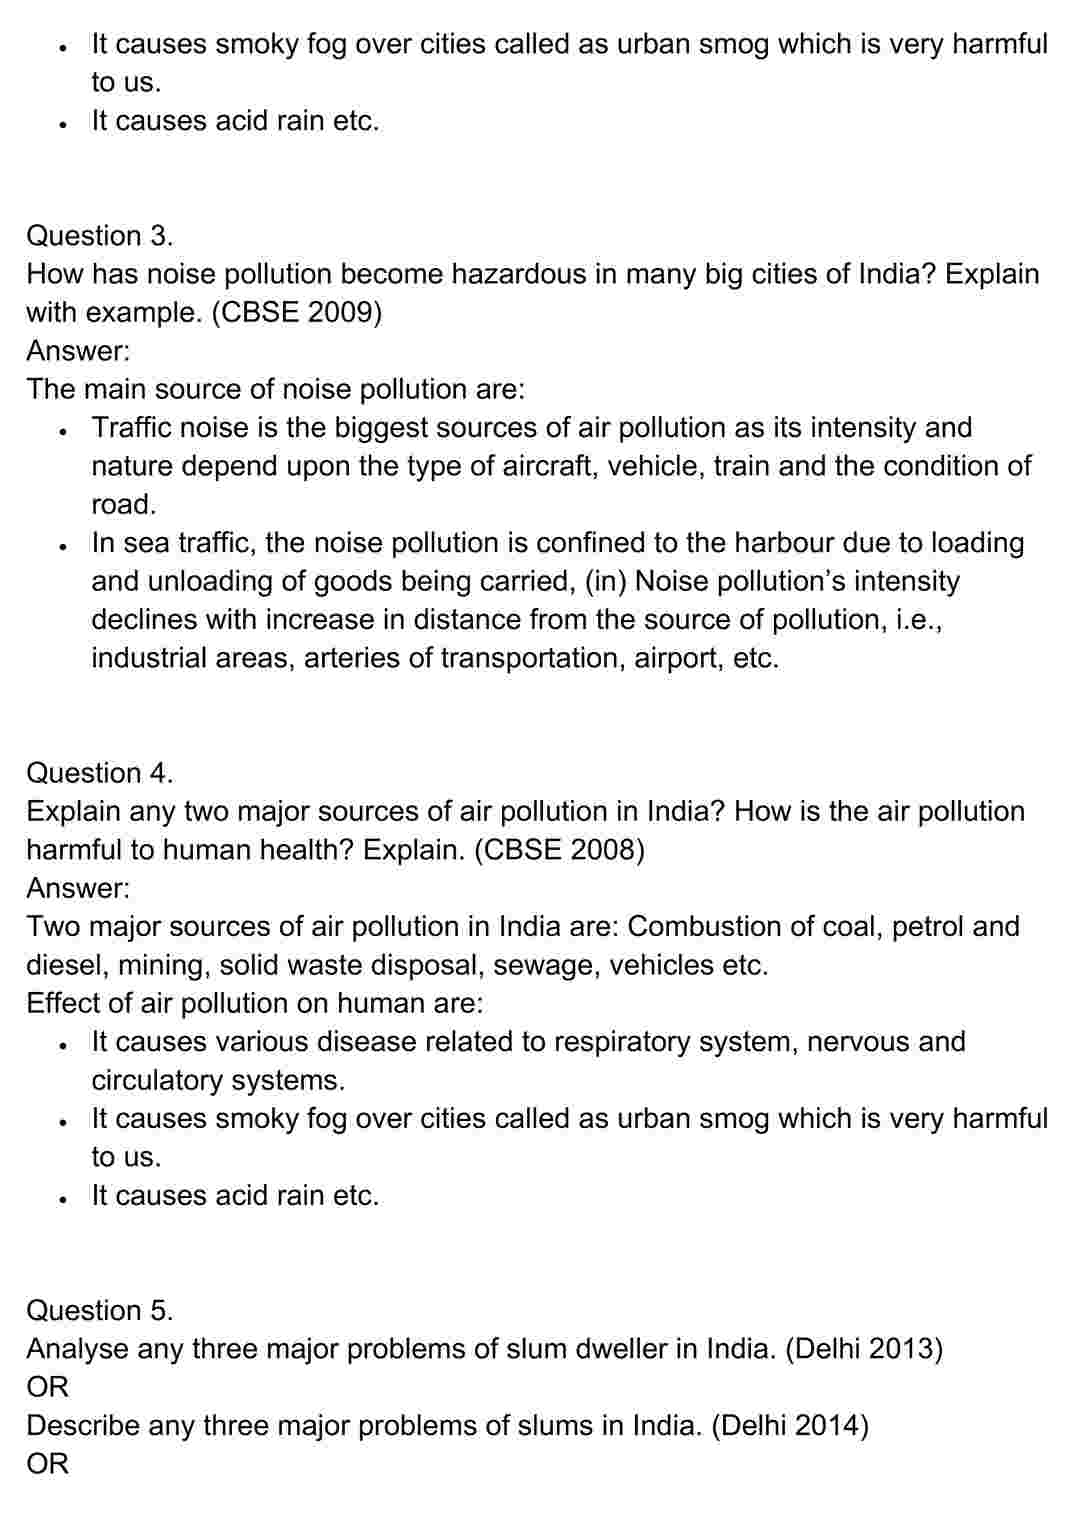 • It causes smoky fog over cities called as urban smog which is very harmful
to us.
• It causes acid rain etc.
Question 3.
How has noise pollution become hazardous in many big cities of India? Explain
with example. (CBSE 2009)
Answer:
The main source of noise pollution are:
• Traffic noise is the biggest sources of air pollution as its intensity and
nature depend upon the type of aircraft, vehicle, train and the condition of
road.
• In sea traffic, the noise pollution is confined to the harbour due to loading
and unloading of goods being carried, (in) Noise pollution’s intensity
declines with increase in distance from the source of pollution, i.e.,
industrial areas, arteries of transportation, airport, etc.
Question 4.
Explain any two major sources of air pollution in India? How is the air pollution
harmful to human health? Explain. (CBSE 2008)
Answer:
Two major sources of air pollution in India are: Combustion of coal, petrol and
diesel, mining, solid waste disposal, sewage, vehicles etc.
Effect of air pollution on human are:
• It causes various disease related to respiratory system, nervous and
circulatory systems.
• It causes smoky fog over cities called as urban smog which is very harmful
to us.
• It causes acid rain etc.
Question 5.
Analyse any three major problems of slum dweller in India. (Delhi 2013)
OR
Describe any three major problems of slums in India. (Delhi 2014)
OR